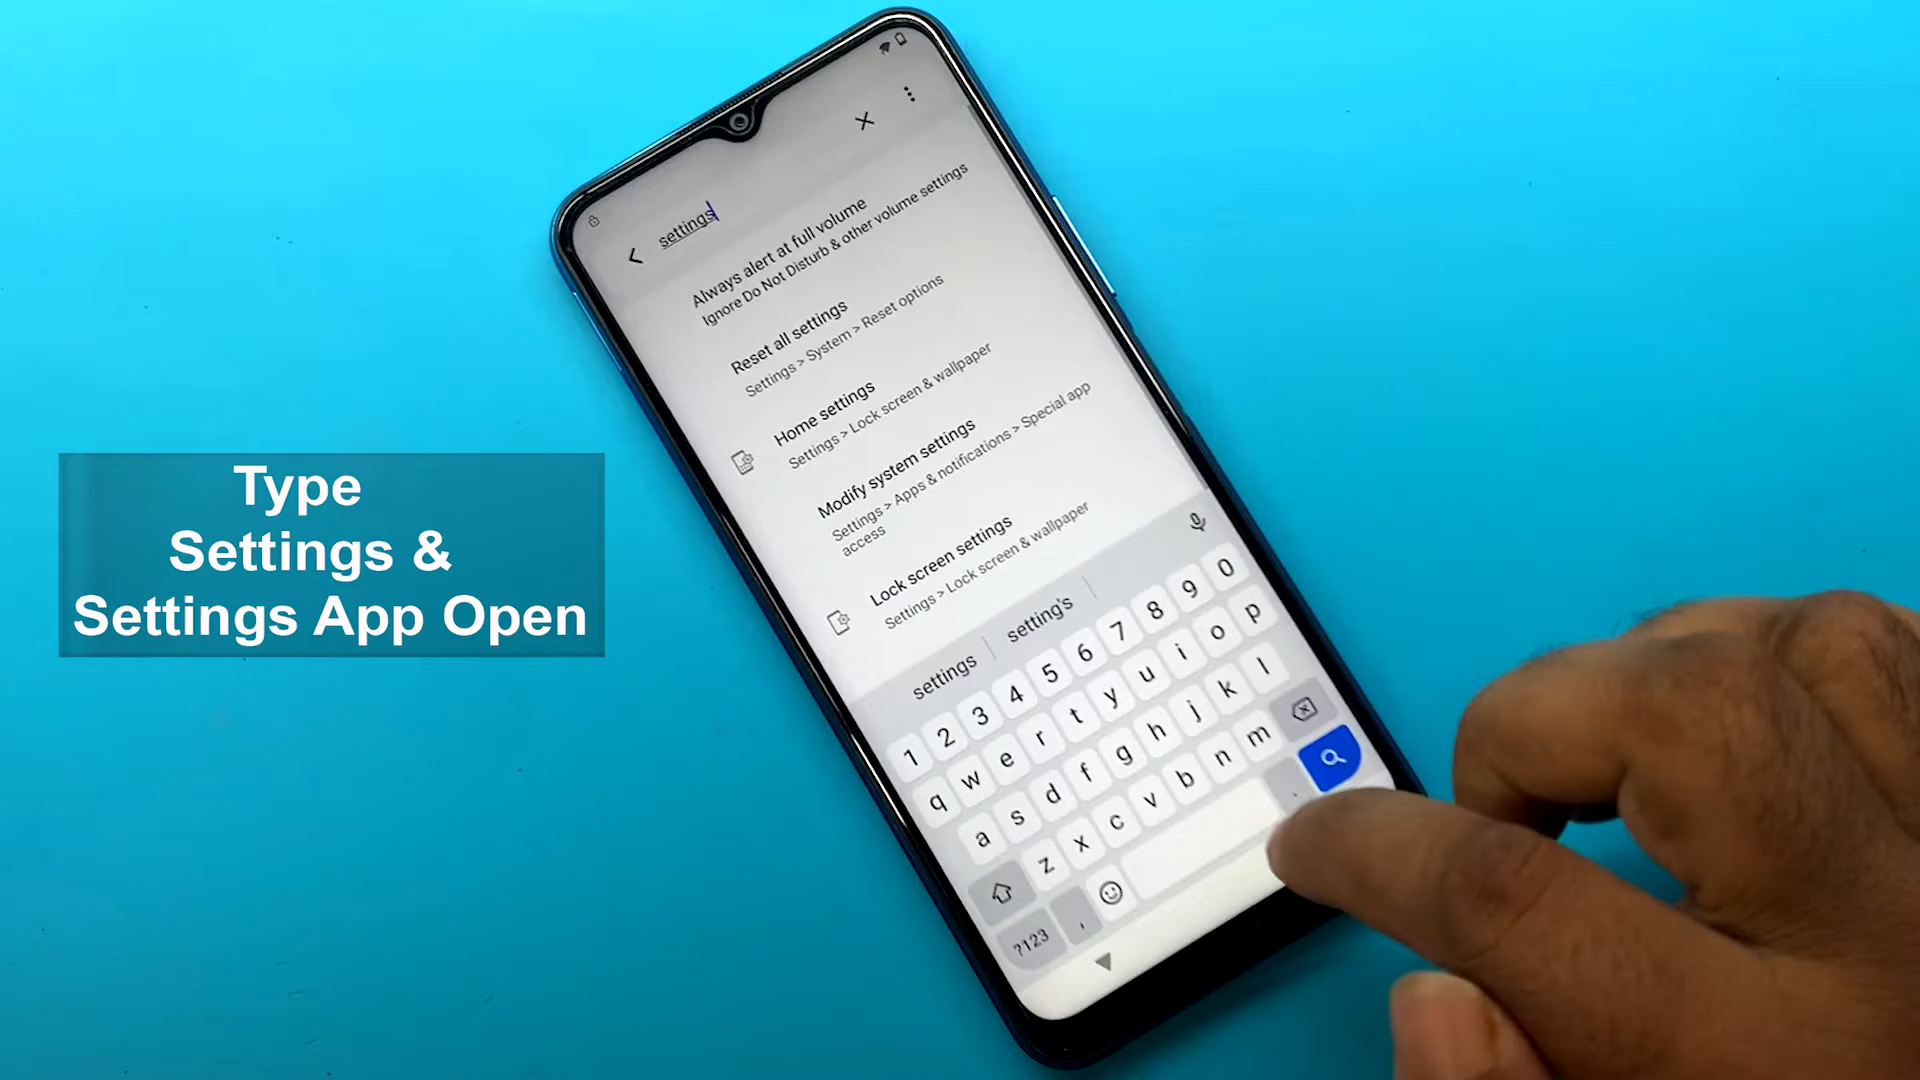 Type
Settings &
Settings App Open
settings
Always alert at full volume
Ignore Do Not Disturb & other volume settings
Reset all settings
Settings > System > Reset options
Home settings
Settings > Lock screen & wallpaper
Modify system settings
Settings > Apps & notifications > Special app
access
Lock screen settings
Settings > Lock screen & wallpaper
settings setting's
1 2 3 4 5 6 7 8 9 0
q w e r t y u i o p
a s d f g h j k l
z x c v b n m
?123 , .